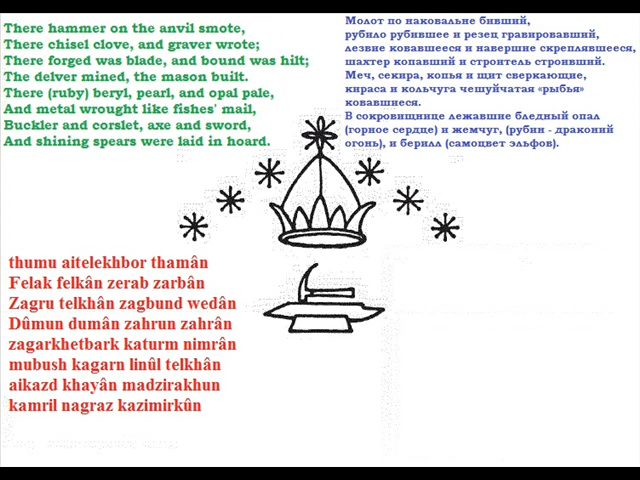 There hammer on the anvil smote,
There chisel clove, and graver wrote;
There forged was blade, and bound was hilt;
The delver mined, the mason built.
There (ruby) beryl, pearl, and opal pale,
And metal wrought like fishes' mail,
Buckler and corslet, axe and sword,
And shining spears were laid in hoard.
Молот по наковальне бивший,
рубило рубившее и резец гравировавший,
лезвие ковавшееся и навершие скреплявшееся,
шахтер копавший и строитель строивший.
Меч, секира, копья и щит сверкающие,
кираса и кольчуга чешуйчатая «рыбья»
ковавшиеся.
В сокровищнице лежавшие бледный опал
(горное сердце) и жемчуг, (рубин - драконий
огонь), и берилл (самоцвет эльфов).
thumu aitelekhbor thamân
Felak felkân zerab zarbân
Zagru telkhân zagbund wedân
Dûmun dumân zahrun zahrân
zagarkhetbark katurm nimrân
mubush kagarn linûl telkhân
aikazd khayân madzirakhun
kamril nagraz kazimirkûn